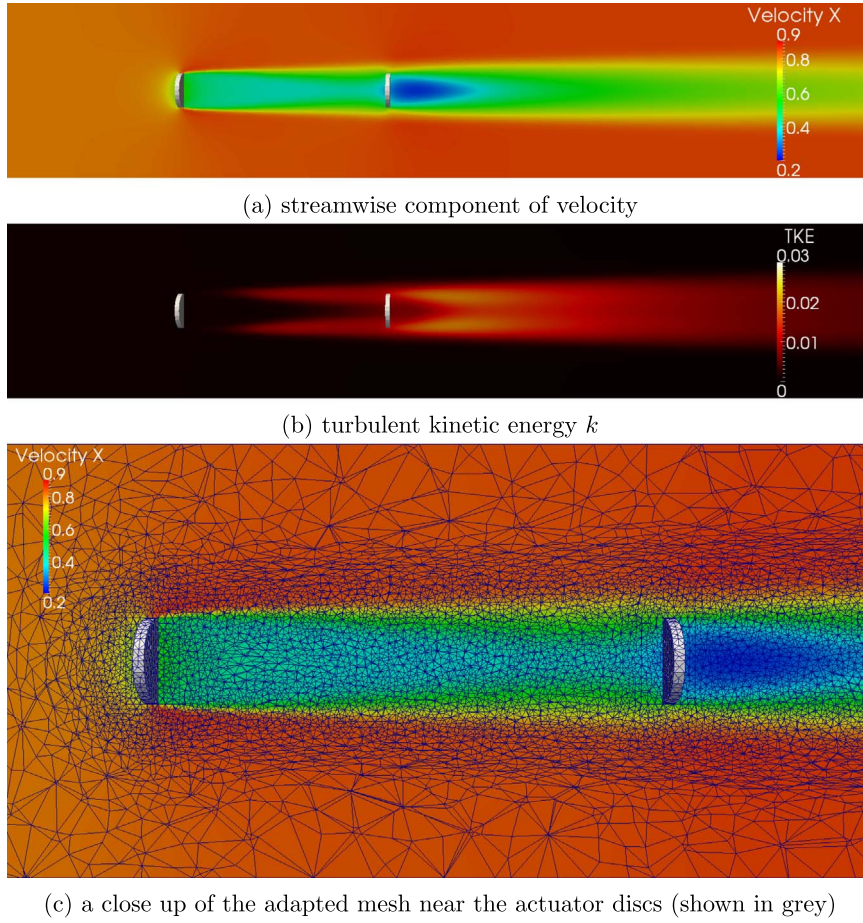 Velocity X
0.9
0.8
0.6
0.4
0.2
(a) streamwise component of velocity
TKE
0.03
0.02
0.01
0
(b) turbulent kinetic energy k
Velocity X
0.9
0.8
0.6
0.4
0.2
(c) a close up of the adapted mesh near the actuator discs (shown in grey)